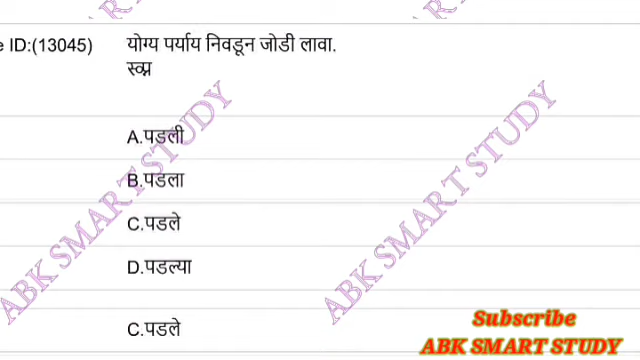 e ID:(13045) योग्य पर्याय निवडून जोडी लावा.
स्व्प्न
A.पडली
B.पडला
C.पडले
D.पडल्या
C.पडले
Subscribe
ABK SMART STUDY
ABK SMART STUDY
ABK SMART STUDY